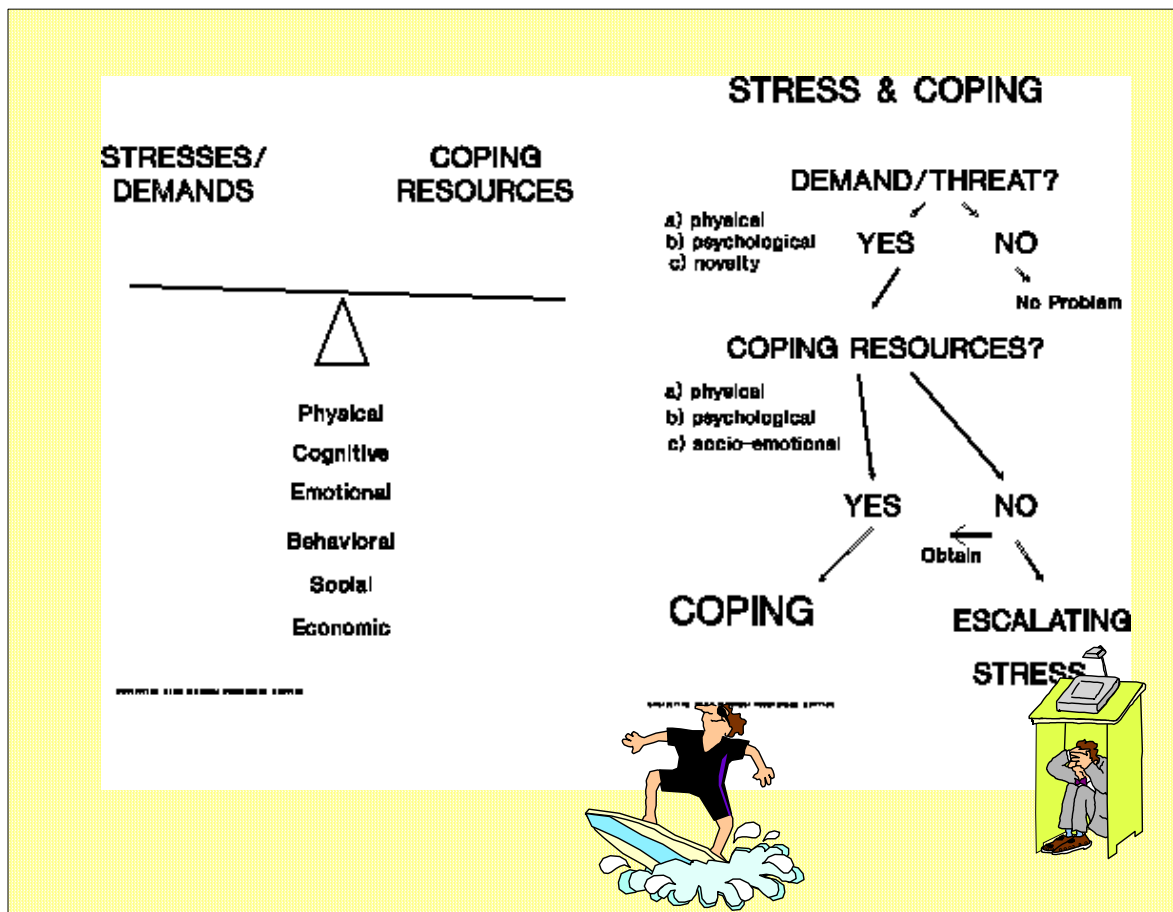 STRESSES/
DEMANDS
COPING
RESOURCES
Physical
Cognitive
Emotional
Behavioral
Social
Economic
STRESS & COPING
DEMAND/THREAT?
a) physical
b) psychological
c) novelty
YES
NO
No Problem
COPING RESOURCES?
a) physical
b) psychological
c) socio-emotional
YES
NO
Obtain
COPING
ESCALATING
STRESS